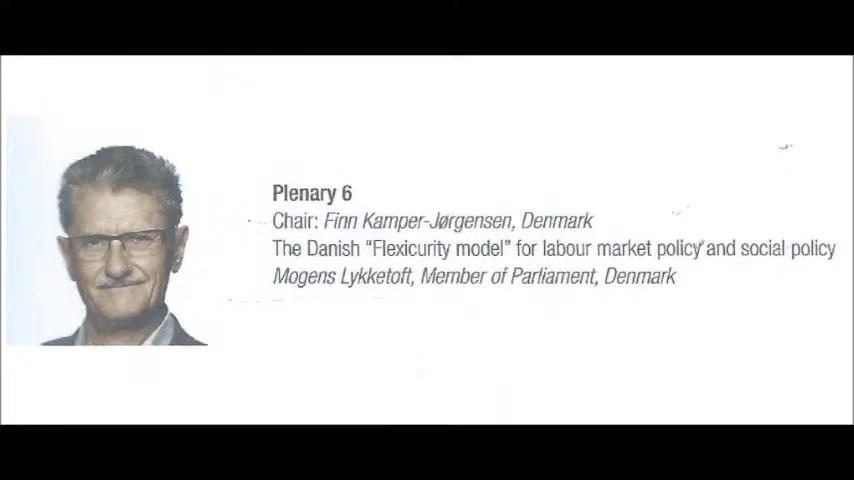 Plenary 6
Chair: Finn Kamper-Jørgensen, Denmark
The Danish “Flexicurity model” for labour market policy and social policy
Mogens Lykketoft, Member of Parliament, Denmark